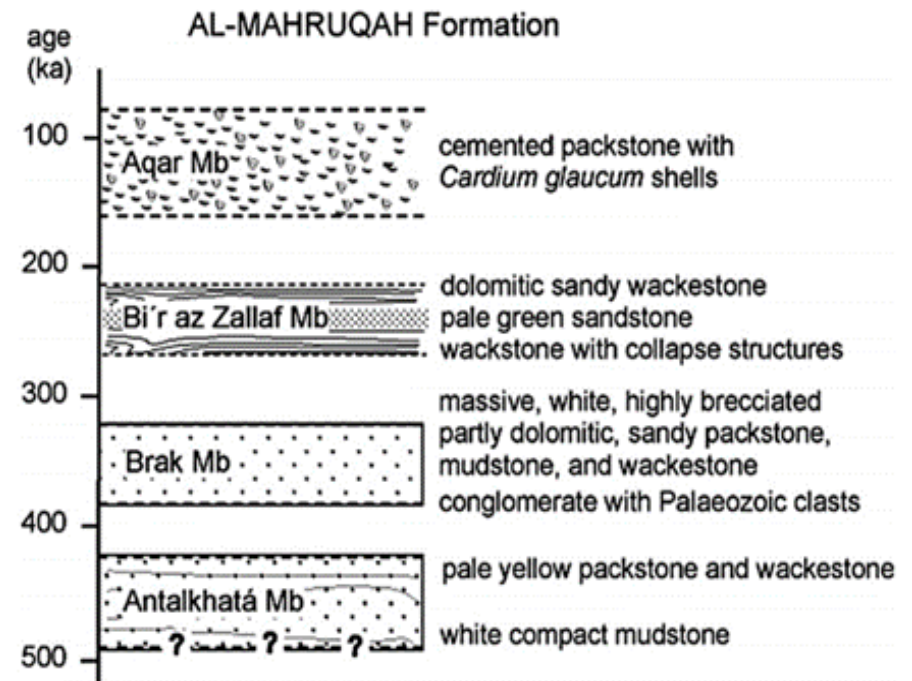 AL-MAHRUQAH Formation
age
(ka)
100
Aqar Mb
cemented packstone with
Cardium glaucum shells
200
dolomitic sandy wackestone
Bi´r az Zallaf Mb
pale green sandstone
wackstone with collapse structures
300
massive, white, highly brecciated
partly dolomitic, sandy packstone,
Brak Mb
mudstone, and wackestone
conglomerate with Palaeozoic clasts
400
pale yellow packstone and wackestone
Antalkhatá Mb
white compact mudstone
? ? ?
500